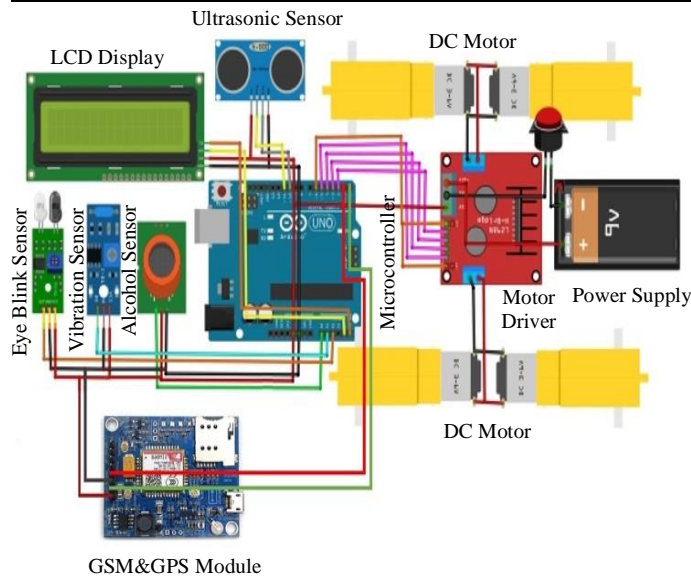 Ultrasonic Sensor
LCD Display
DC Motor
Eye Blink Sensor
Vibration Sensor
Alcohol Sensor
UNO
Microcontroller
L298N
9V
Motor
Driver
Power Supply
DC Motor
GSM&GPS Module